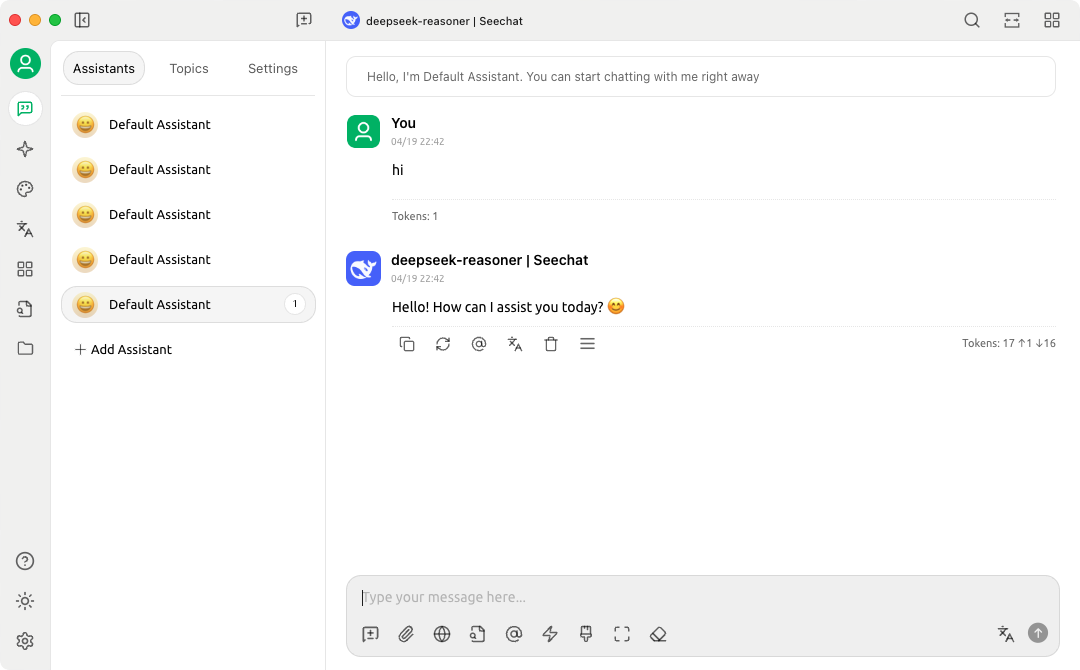 deepseek-reasoner | Seechat
Assistants
Topics
Settings
Default Assistant
Default Assistant
Default Assistant
Default Assistant
Default Assistant
1
Add Assistant
Hello, I'm Default Assistant. You can start chatting with me right away
You
04/19 22:42
hi
Tokens: 1
deepseek-reasoner | Seechat
04/19 22:42
Hello! How can I assist you today? 😊
Tokens: 17 ↑1 ↓16
Type your message here...